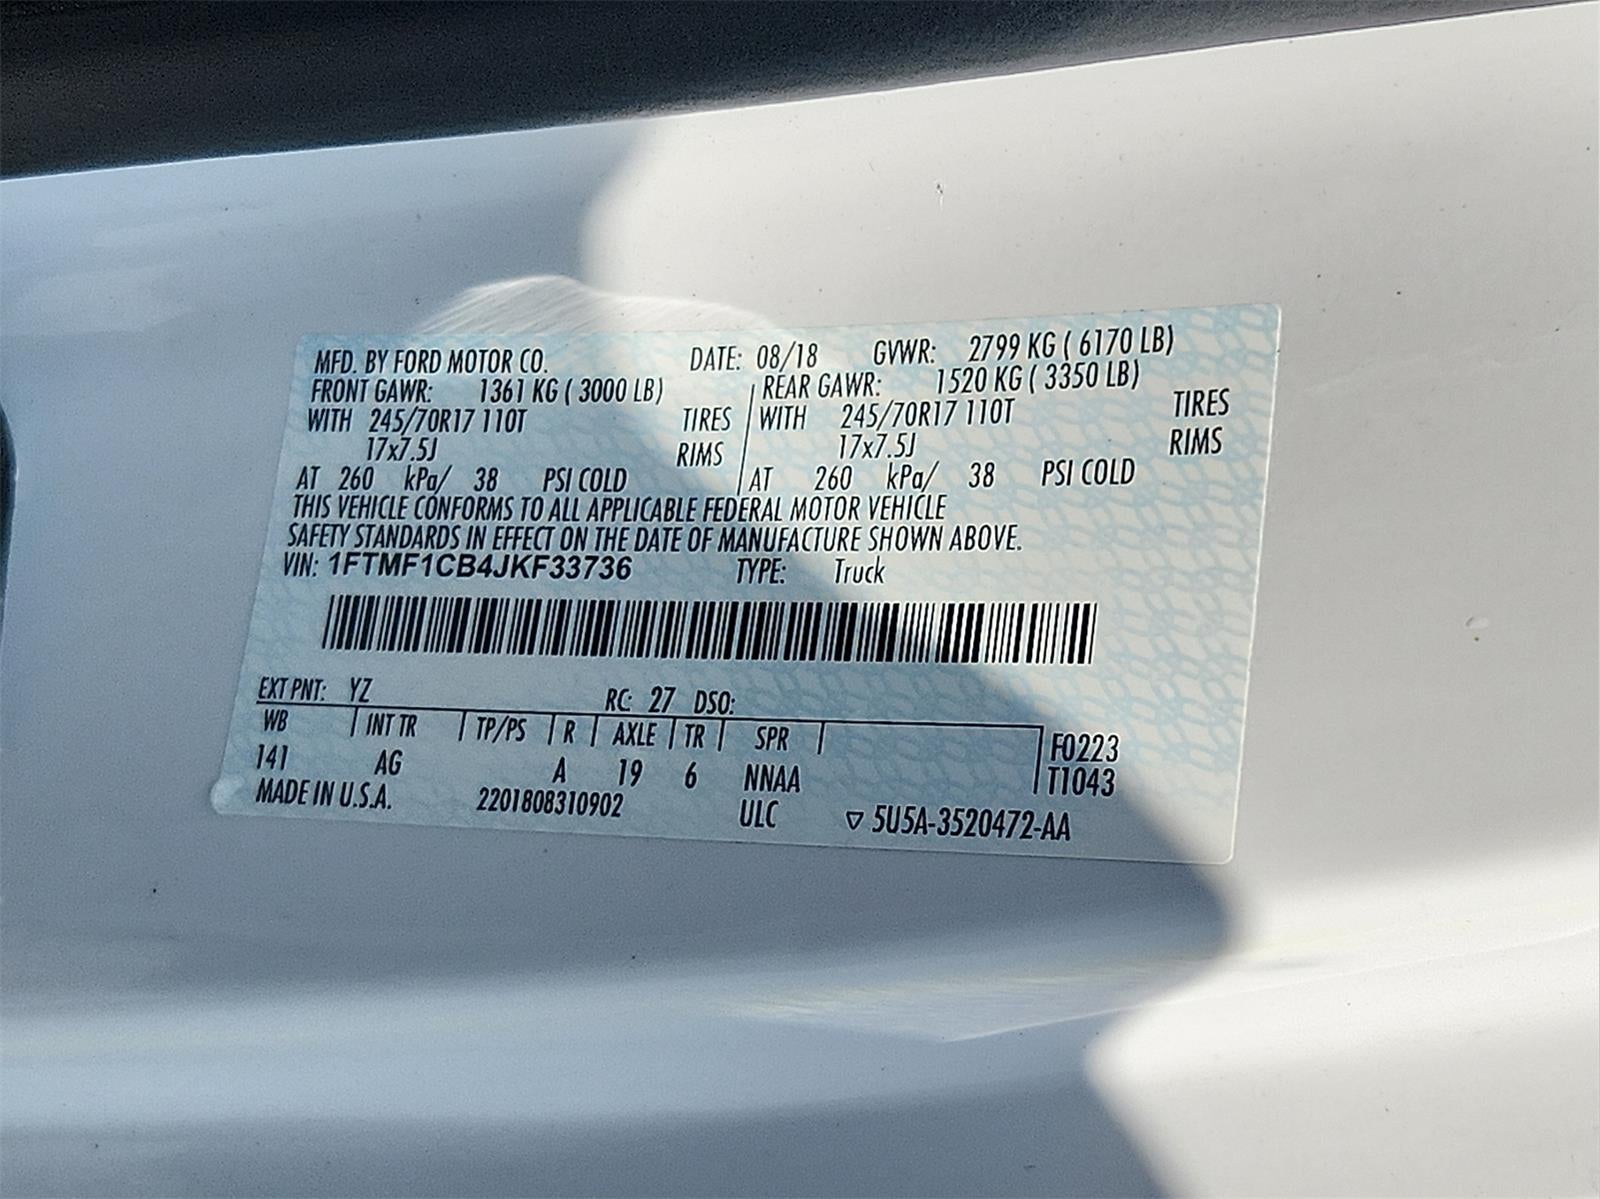 MFD. BY FORD MOTOR CO. DATE: 08/18 GVWR: 2799 KG ( 6170 LB)
FRONT GAWR: 1361 KG ( 3000 LB) REAR GAWR: 1520 KG ( 3350 LB)
WITH 245/70R17 110T TIRES WITH 245/70R17 110T TIRES
17x7.5J RIMS 17x7.5J RIMS
AT 260 kPa/ 38 PSI COLD AT 260 kPa/ 38 PSI COLD
THIS VEHICLE CONFORMS TO ALL APPLICABLE FEDERAL MOTOR VEHICLE
SAFETY STANDARDS IN EFFECT ON THE DATE OF MANUFACTURE SHOWN ABOVE.
VIN: 1FTMF1CB4JKF33736 TYPE: Truck
EXT PNT: YZ RC: 27 DSO:
WB INT TR TP/PS R AXLE TR SPR F0223
141 AG A 19 6 NNAA T1043
MADE IN U.S.A. 2201808310902 ULC ▽ 5U5A-3520472-AA